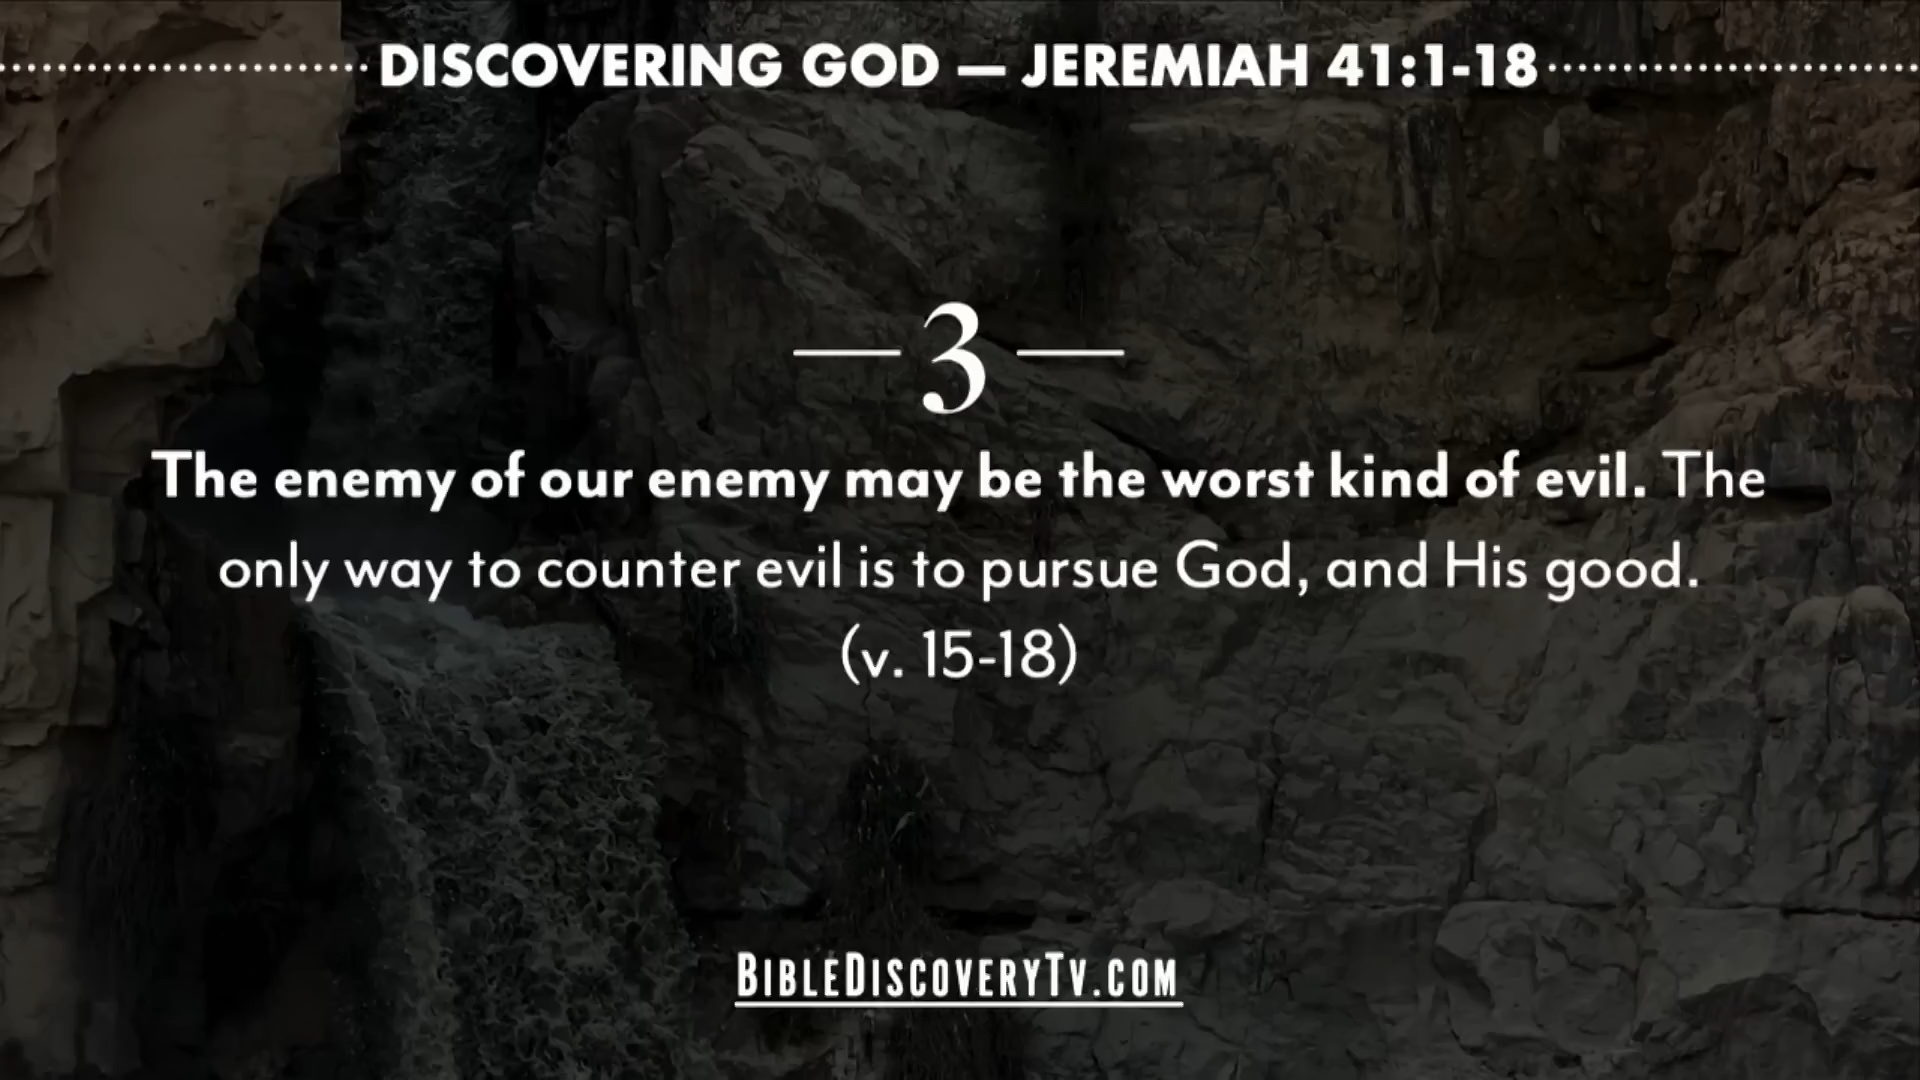 DISCOVERING GOD — JEREMIAH 41:1-18
— 3 —
The enemy of our enemy may be the worst kind of evil. The
only way to counter evil is to pursue God, and His good.
(v. 15-18)
BIBLEDISCOVERYTV.COM